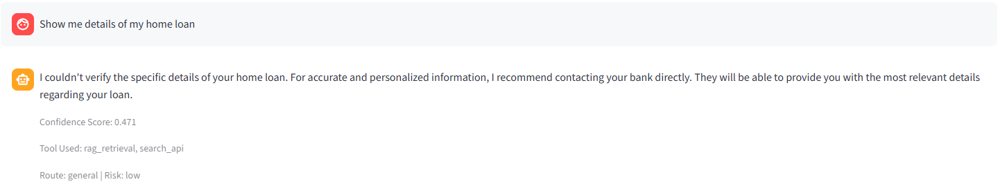 Show me details of my home loan
I couldn't verify the specific details of your home loan. For accurate and personalized information, I recommend contacting your bank directly. They will be able to provide you with the most relevant details
regarding your loan.
Confidence Score: 0.471
Tool Used: rag_retrieval, search_api
Route: general | Risk: low